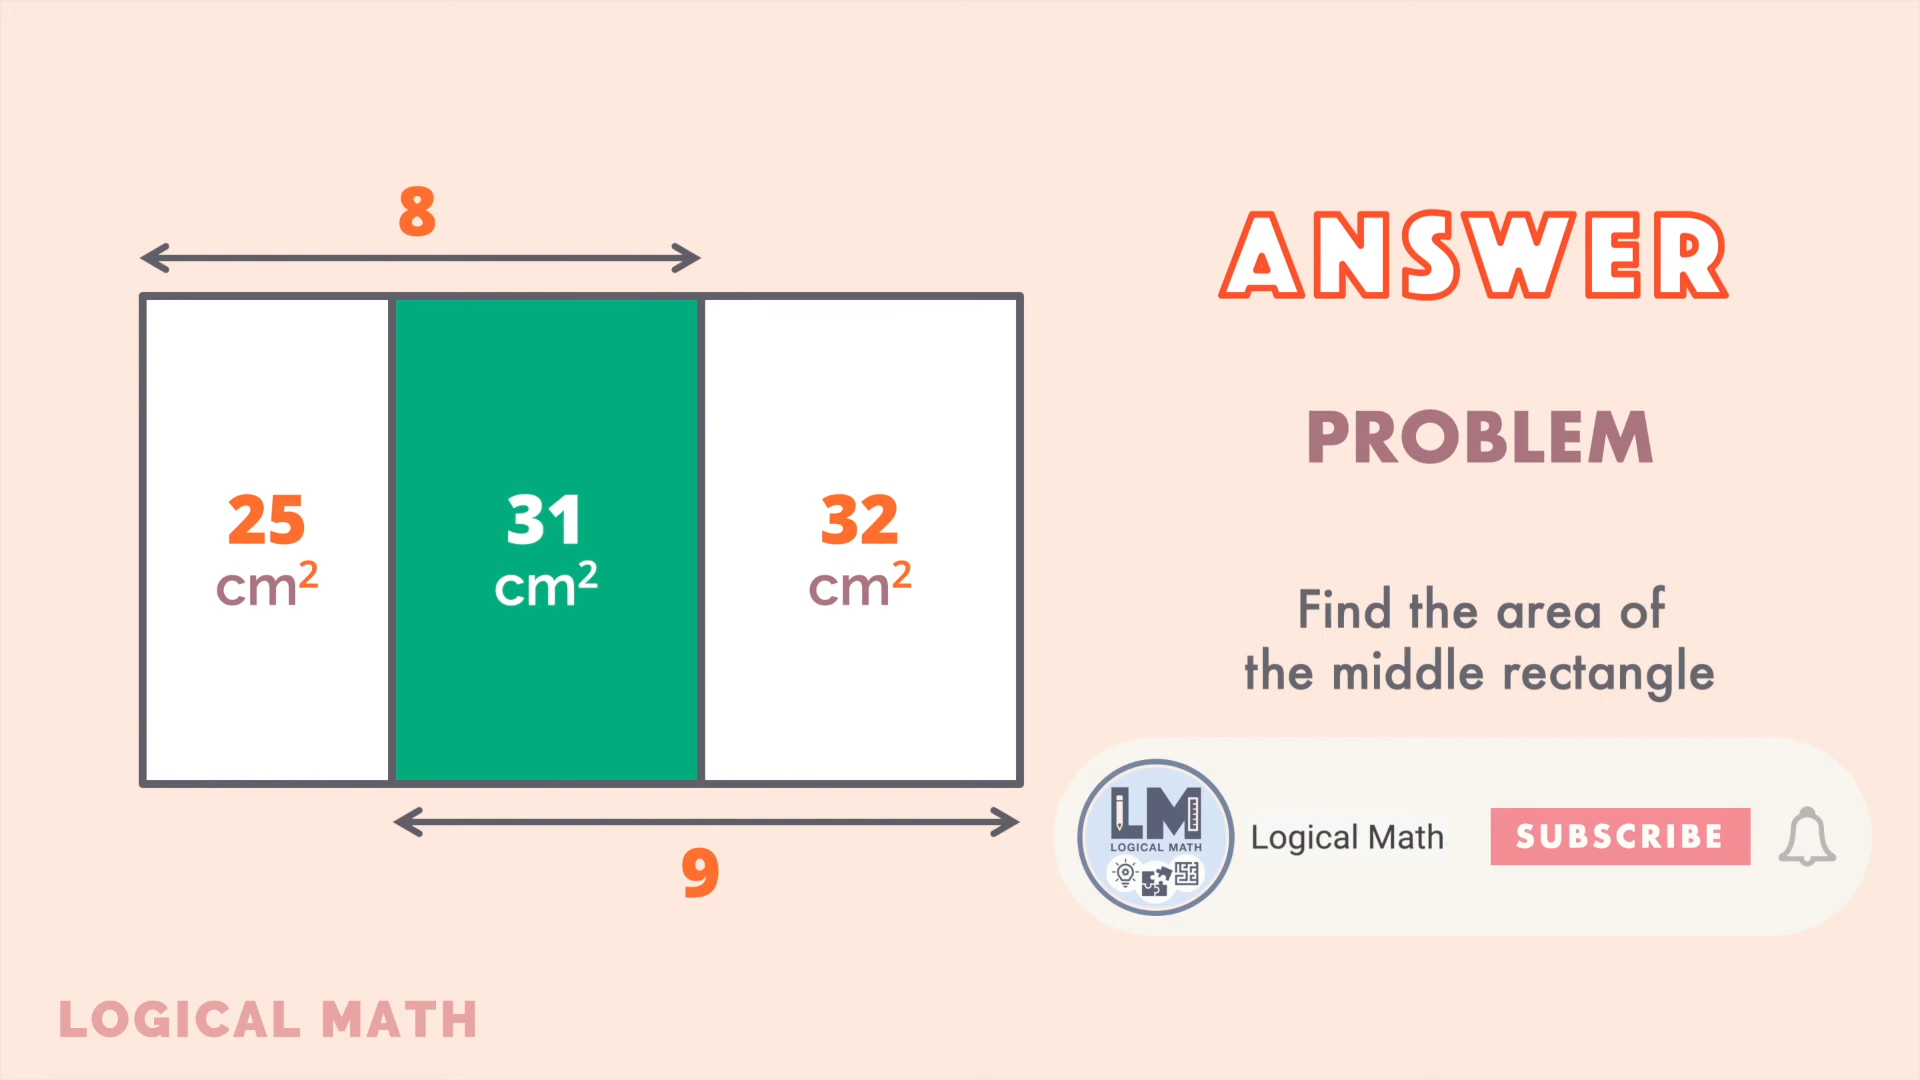 8
25
cm²
31
cm²
32
cm²
9
ANSWER
PROBLEM
Find the area of
the middle rectangle
LM
LOGICAL MATH
Logical Math
SUBSCRIBE
LOGICAL MATH